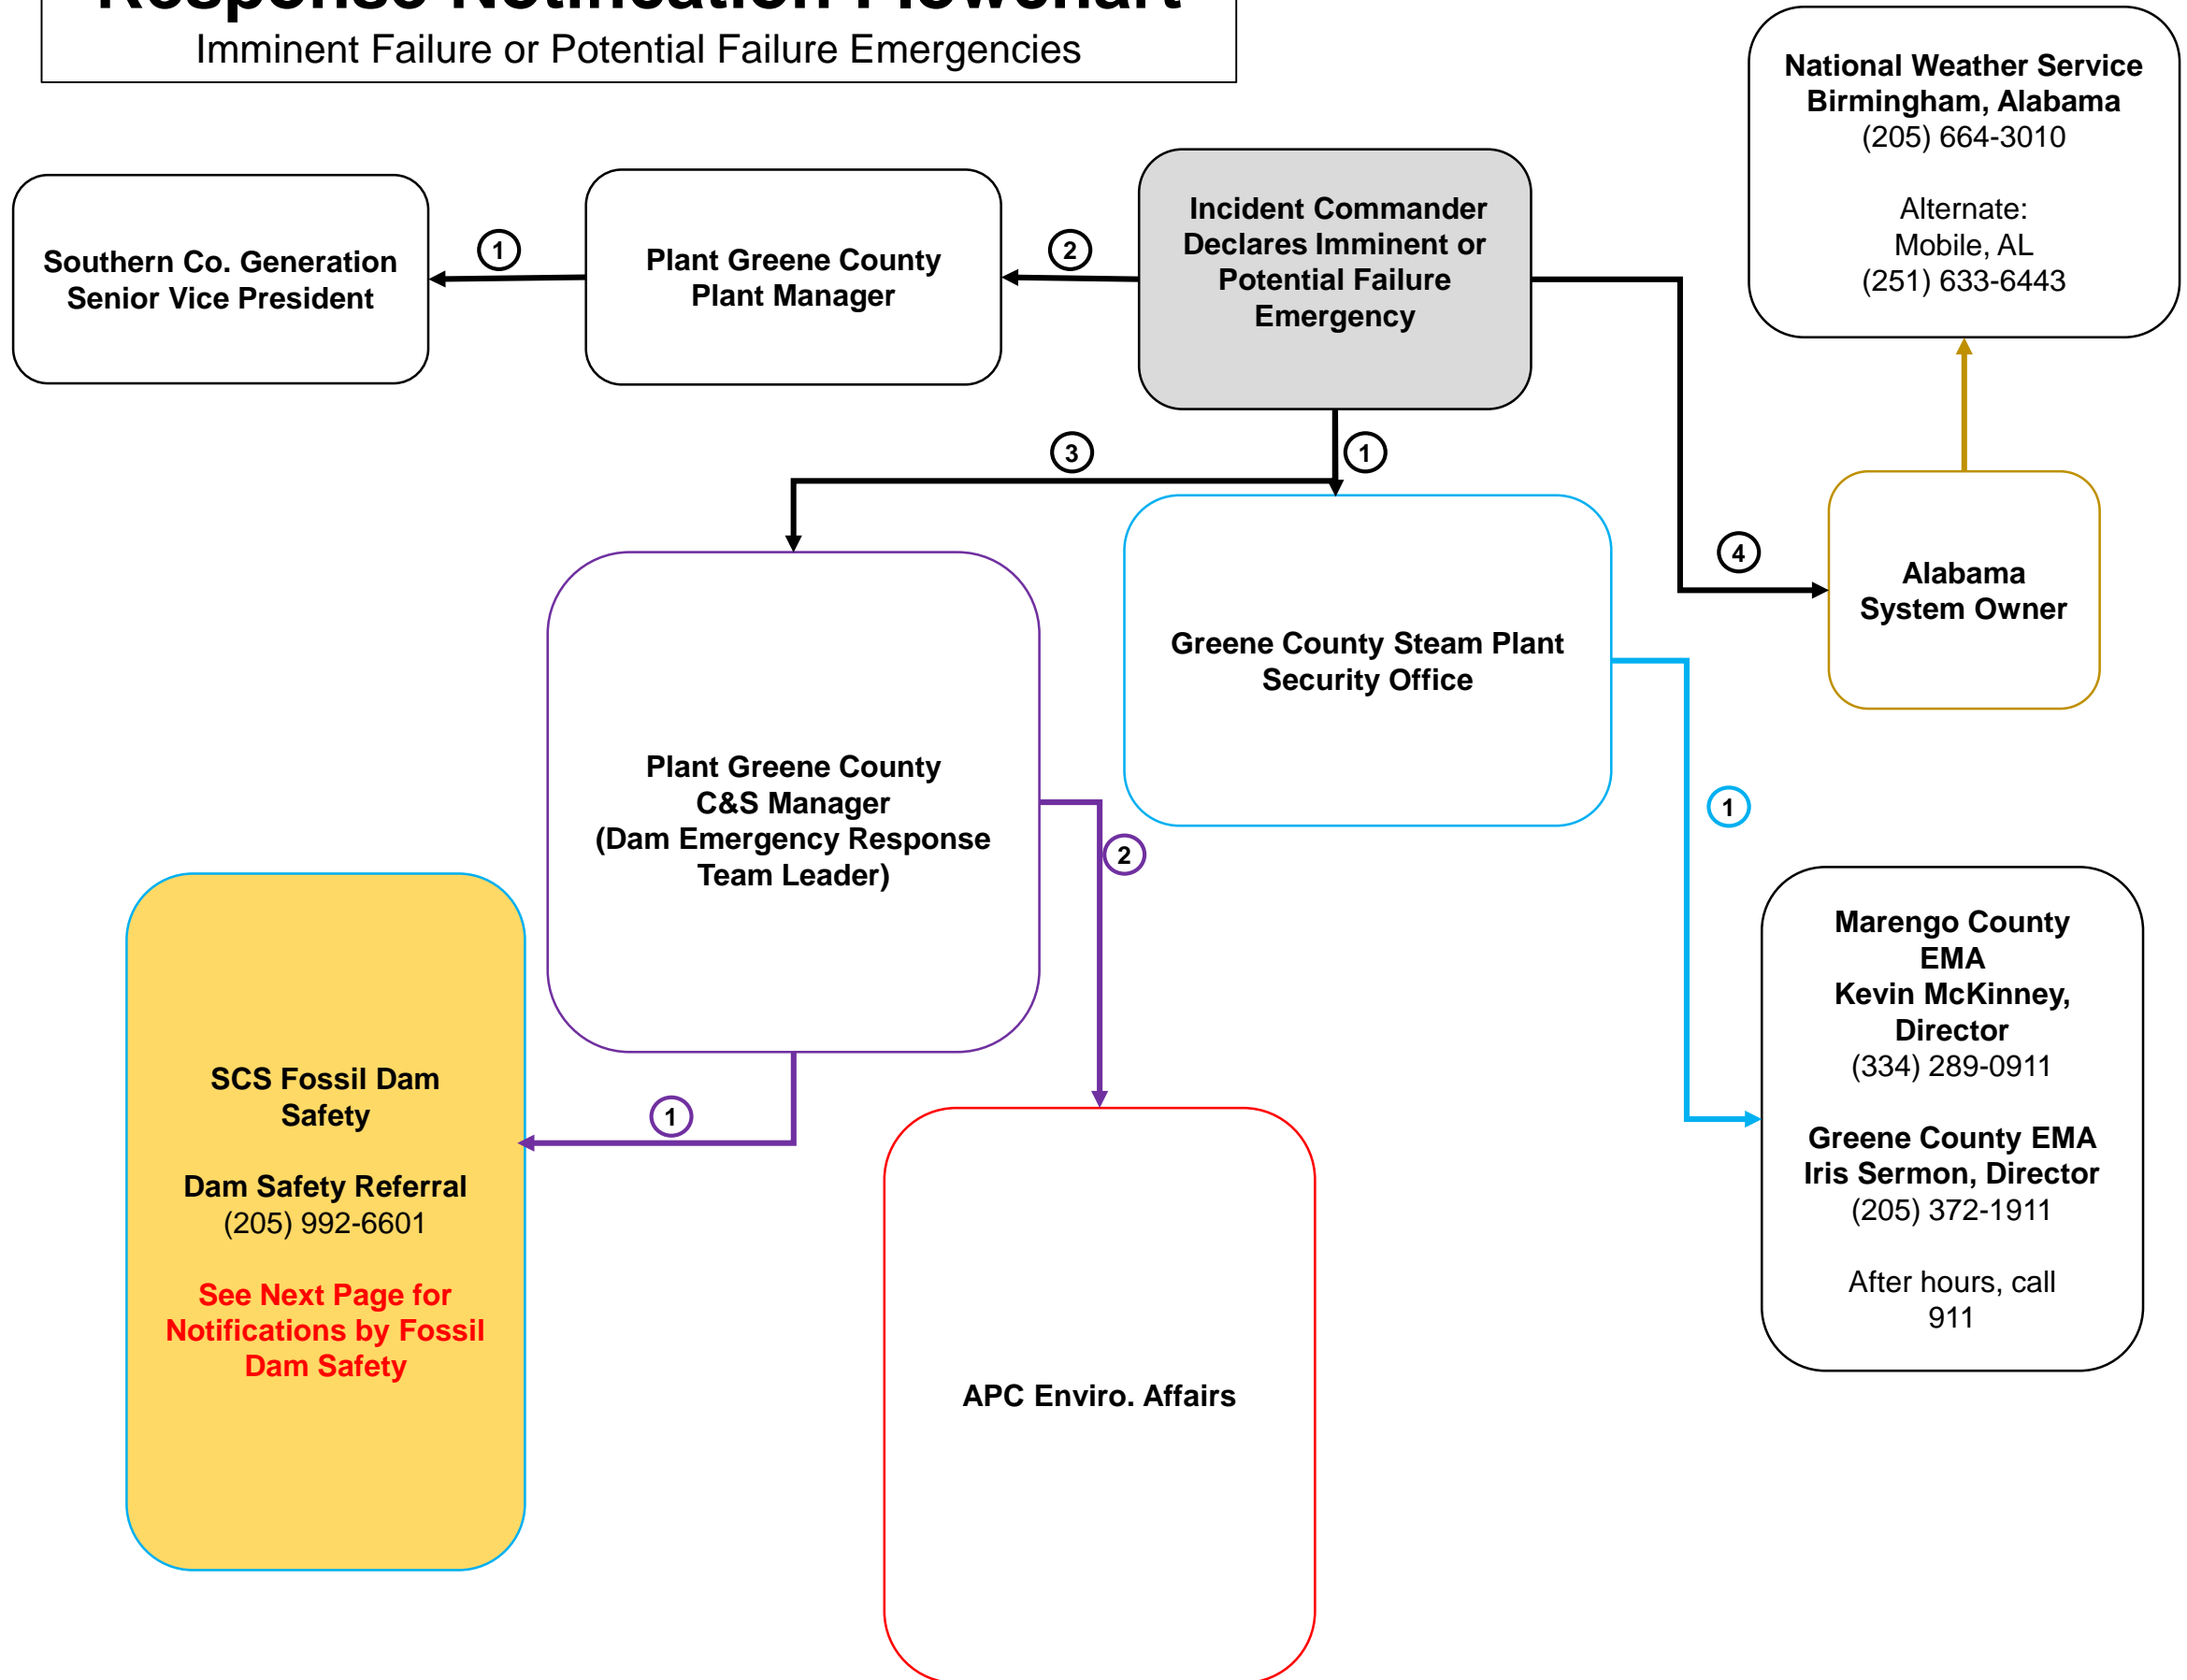 Response Notification Flowchart
Imminent Failure or Potential Failure Emergencies
National Weather Service
Birmingham, Alabama
(205) 664-3010
Alternate:
Mobile, AL
(251) 633-6443
Incident Commander
Declares Imminent or
Potential Failure
Emergency
Southern Co. Generation
Senior Vice President
1
Plant Greene County
Plant Manager
2
3
1
4
Alabama
System Owner
Greene County Steam Plant
Security Office
1
Plant Greene County
C&S Manager
(Dam Emergency Response
Team Leader)
2
1
SCS Fossil Dam
Safety
Dam Safety Referral
(205) 992-6601
See Next Page for
Notifications by Fossil
Dam Safety
APC Enviro. Affairs
Marengo County
EMA
Kevin McKinney,
Director
(334) 289-0911
Greene County EMA
Iris Sermon, Director
(205) 372-1911
After hours, call
911